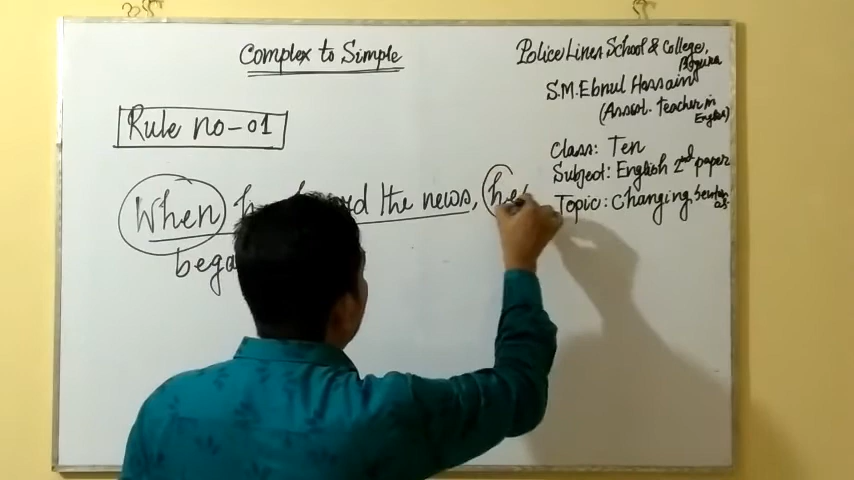 Complex to Simple
Rule no-01
When the news, he
bega
Police Lines School & College,
Bogura
S.M.Ebnul Hossain
(Assist. Teacher in
English)
Class: Ten
Subject: English 2nd paper
Topic: Changing